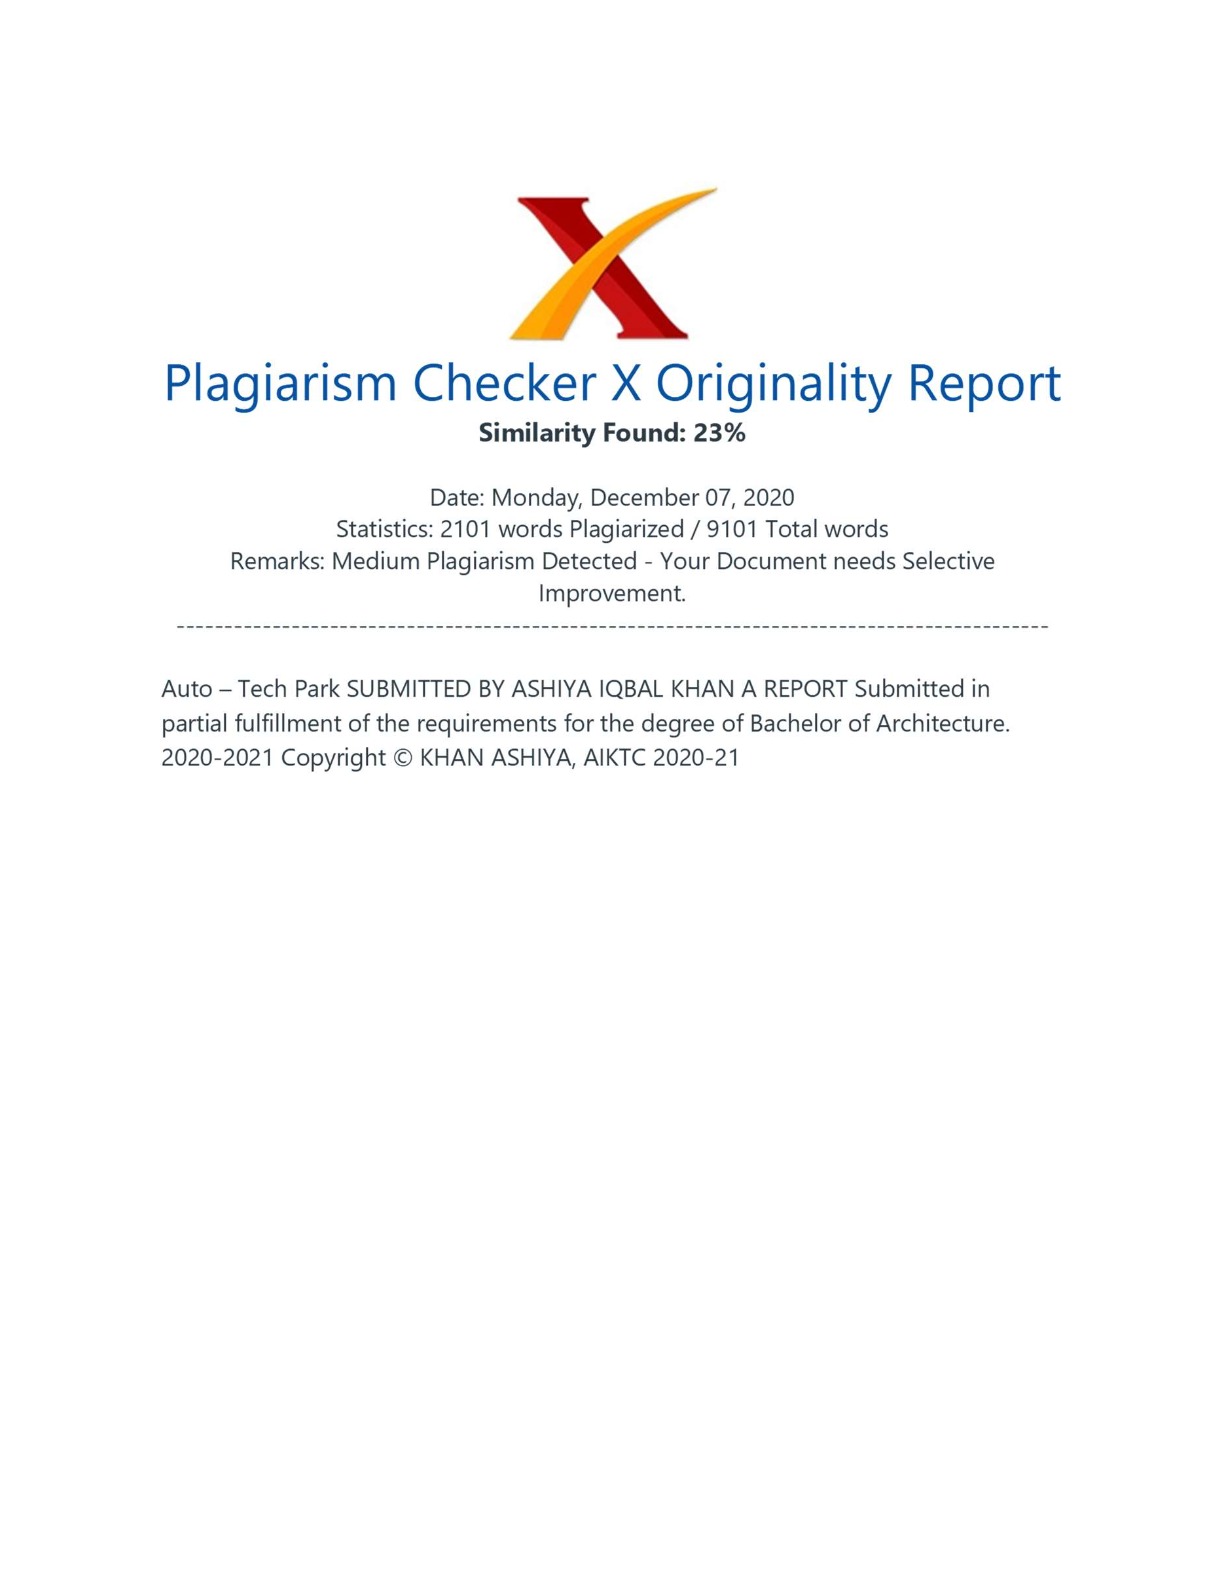 Plagiarism Checker X Originality Report
Similarity Found: 23%
Date: Monday, December 07, 2020
Statistics: 2101 words Plagiarized / 9101 Total words
Remarks: Medium Plagiarism Detected - Your Document needs Selective
Improvement.
-------------------------------------------------------------------------------------------
Auto – Tech Park SUBMITTED BY ASHIYA IQBAL KHAN A REPORT Submitted in
partial fulfillment of the requirements for the degree of Bachelor of Architecture.
2020-2021 Copyright © KHAN ASHIYA, AIKTC 2020-21